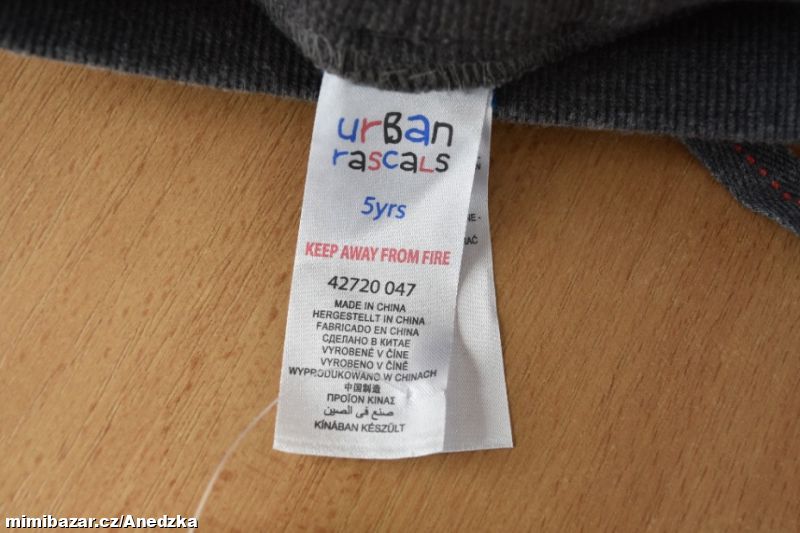 urBan
rascals
5yrs
KEEP AWAY FROM FIRE
42720 047
MADE IN CHINA
HERGESTELLT IN CHINA
FABRICADO EN CHINA
СДЕЛАНО В КИТАЕ
VYROBENÉ V ČÍNE
VYROBENO V ČÍNĚ
WYPRODUKOWANO W CHINACH
中国制造
ΠΡΟΪΟΝ ΚΙΝΑΣ
صنع في الصين
KÍNÁBAN KÉSZÜLT
mimibazar.cz/Anedzka